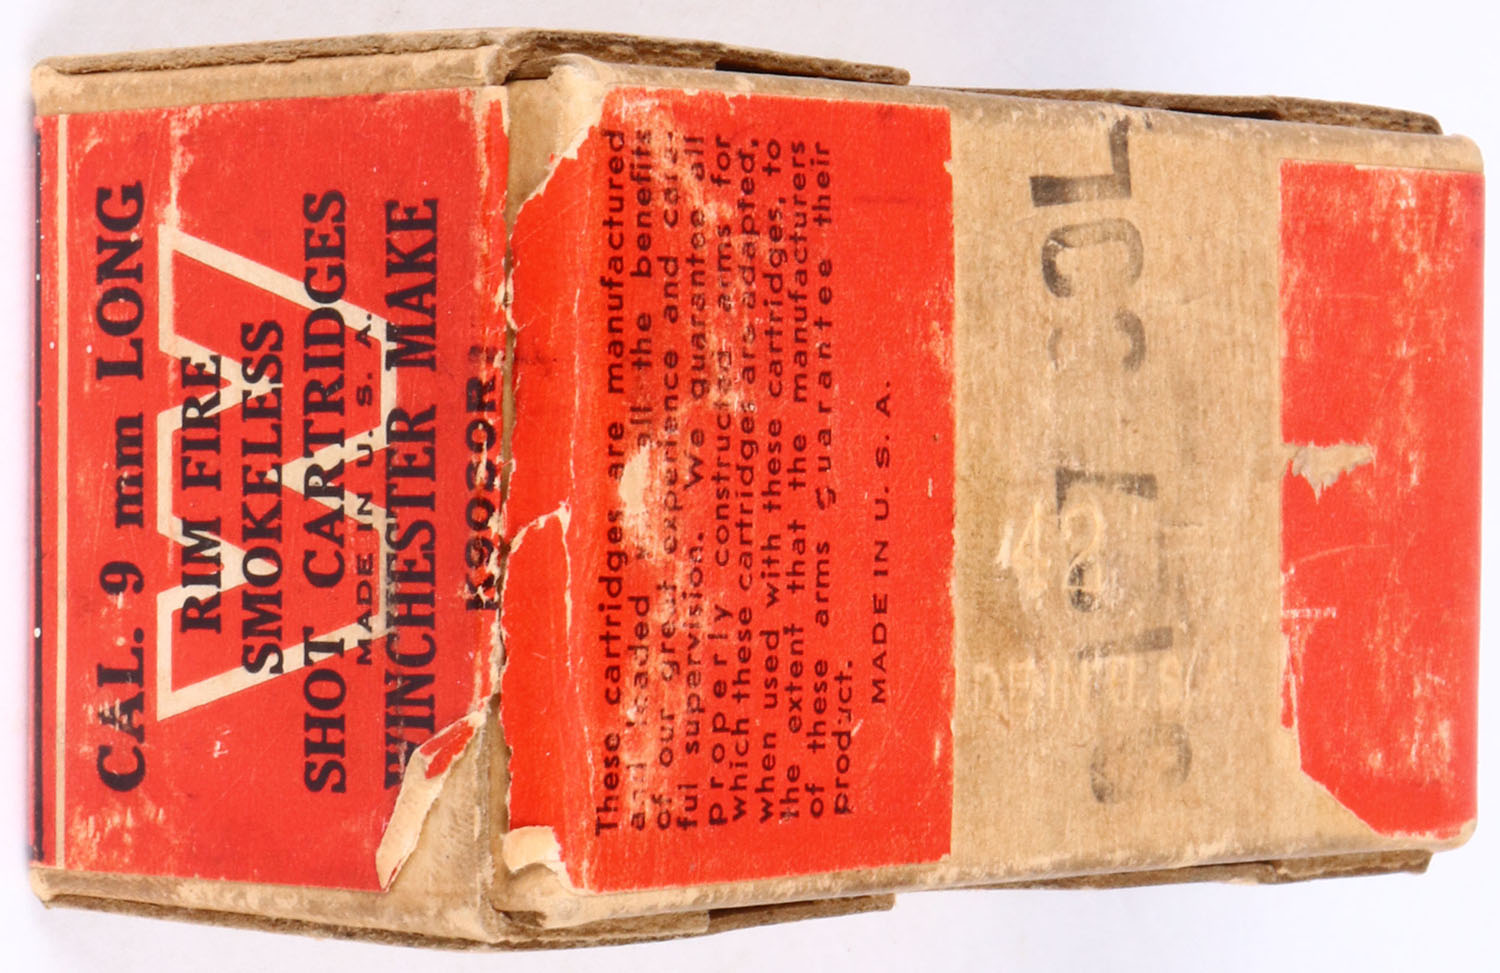 CAL. 9 mm LONG
RIM FIRE
SMOKELESS
SHOT CARTRIDGES
MADE IN U. S. A.
WINCHESTER MAKE
These cartridges are manufactured
and loaded with all the benefits
of our great experience and care-
ful supervision. We guarantee all
properly constructed arms for
which these cartridges are adapted,
when used with these cartridges, to
the extent that the manufacturers
of these arms guarantee their
product.
MADE IN U. S. A.
42